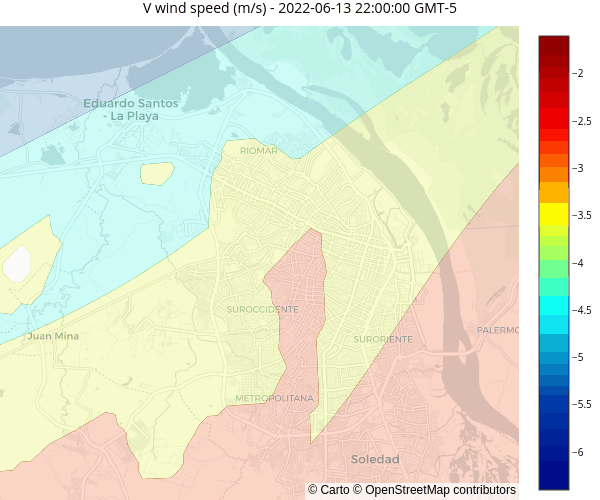 V wind speed (m/s) - 2022-06-13 22:00:00 GMT-5
Eduardo Santos
- La Playa
RIOMAR
SUROCCIDENTE
Juan Mina
SURORIENTE
PALERMO
METROPOLITANA
Soledad
−2
−2.5
−3
−3.5
−4
−4.5
−5
−5.5
−6
© Carto © OpenStreetMap contributors